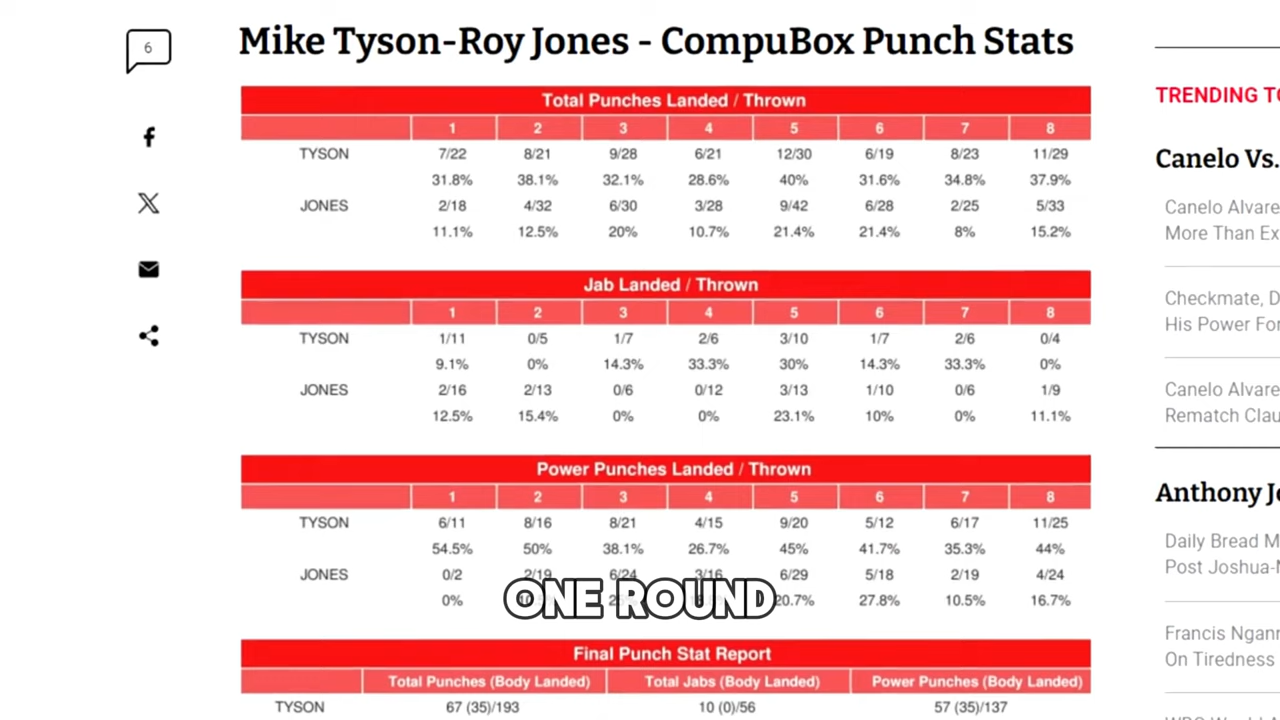 6
Mike Tyson-Roy Jones - CompuBox Punch Stats
Total Punches Landed / Thrown
1 2 3 4 5 6 7 8
TYSON 7/22 8/21 9/28 6/21 12/30 6/19 8/23 11/29
31.8% 38.1% 32.1% 28.6% 40% 31.6% 34.8% 37.9%
JONES 2/18 4/32 6/30 3/28 9/42 6/28 2/25 5/33
11.1% 12.5% 20% 10.7% 21.4% 21.4% 8% 15.2%
Jab Landed / Thrown
1 2 3 4 5 6 7 8
TYSON 1/11 0/5 1/7 2/6 3/10 1/7 2/6 0/4
9.1% 0% 14.3% 33.3% 30% 14.3% 33.3% 0%
JONES 2/16 2/13 0/6 0/12 3/13 1/10 0/6 1/9
12.5% 15.4% 0% 0% 23.1% 10% 0% 11.1%
Power Punches Landed / Thrown
1 2 3 4 5 6 7 8
TYSON 6/11 8/16 8/21 4/15 9/20 5/12 6/17 11/25
54.5% 50% 38.1% 26.7% 45% 41.7% 35.3% 44%
JONES 0/2 2/19 6/24 3/16 6/29 5/18 2/19 4/24
0% 20.7% 27.8% 10.5% 16.7%
ONE ROUND
Final Punch Stat Report
Total Punches (Body Landed) Total Jabs (Body Landed) Power Punches (Body Landed)
TYSON 67 (35)/193 10 (0)/56 57 (35)/137
TRENDING TO
Canelo Vs.
Canelo Alvare
More Than Ex
Checkmate, D
His Power For
Canelo Alvare
Rematch Clau
Anthony Jo
Daily Bread M
Post Joshua-N
Francis Ngann
On Tiredness